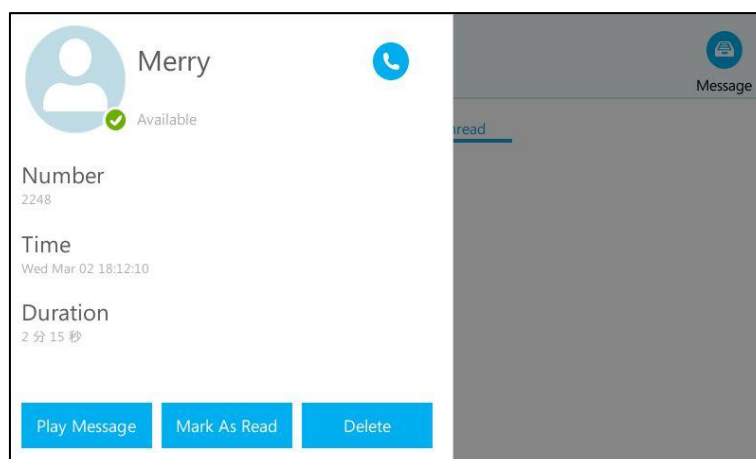 Merry
Available
Message
nread
Number
2248
Time
Wed Mar 02 18:12:10
Duration
2 分 15 秒
Play Message
Mark As Read
Delete